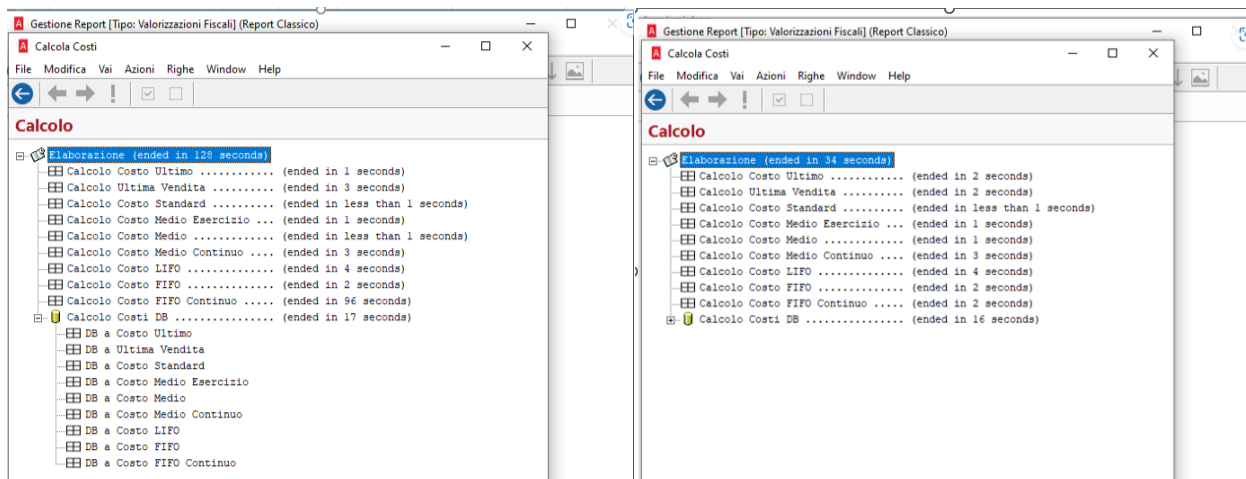 Gestione Report [Tipo: Valorizzazioni Fiscali] (Report Classico)
Calcola Costi
File Modifica Vai Azioni Righe Window Help
Calcolo
Elaborazione (ended in 128 seconds)
Calcolo Costo Ultimo ............ (ended in 1 seconds)
Calcolo Ultima Vendita .......... (ended in 3 seconds)
Calcolo Costo Standard .......... (ended in less than 1 seconds)
Calcolo Costo Medio Esercizio ... (ended in 1 seconds)
Calcolo Costo Medio ............. (ended in less than 1 seconds)
Calcolo Costo Medio Continuo .... (ended in 3 seconds)
Calcolo Costo LIFO .............. (ended in 4 seconds)
Calcolo Costo FIFO .............. (ended in 2 seconds)
Calcolo Costo FIFO Continuo ..... (ended in 96 seconds)
Calcolo Costi DB ................ (ended in 17 seconds)
DB a Costo Ultimo
DB a Ultima Vendita
DB a Costo Standard
DB a Costo Medio Esercizio
DB a Costo Medio
DB a Costo Medio Continuo
DB a Costo LIFO
DB a Costo FIFO
DB a Costo FIFO Continuo
Gestione Report [Tipo: Valorizzazioni Fiscali] (Report Classico)
Calcola Costi
File Modifica Vai Azioni Righe Window Help
Calcolo
Elaborazione (ended in 34 seconds)
Calcolo Costo Ultimo ............ (ended in 2 seconds)
Calcolo Ultima Vendita .......... (ended in 2 seconds)
Calcolo Costo Standard .......... (ended in less than 1 seconds)
Calcolo Costo Medio Esercizio ... (ended in 1 seconds)
Calcolo Costo Medio ............. (ended in 1 seconds)
Calcolo Costo Medio Continuo .... (ended in 3 seconds)
Calcolo Costo LIFO .............. (ended in 4 seconds)
Calcolo Costo FIFO .............. (ended in 2 seconds)
Calcolo Costo FIFO Continuo ..... (ended in 2 seconds)
Calcolo Costi DB ................ (ended in 16 seconds)